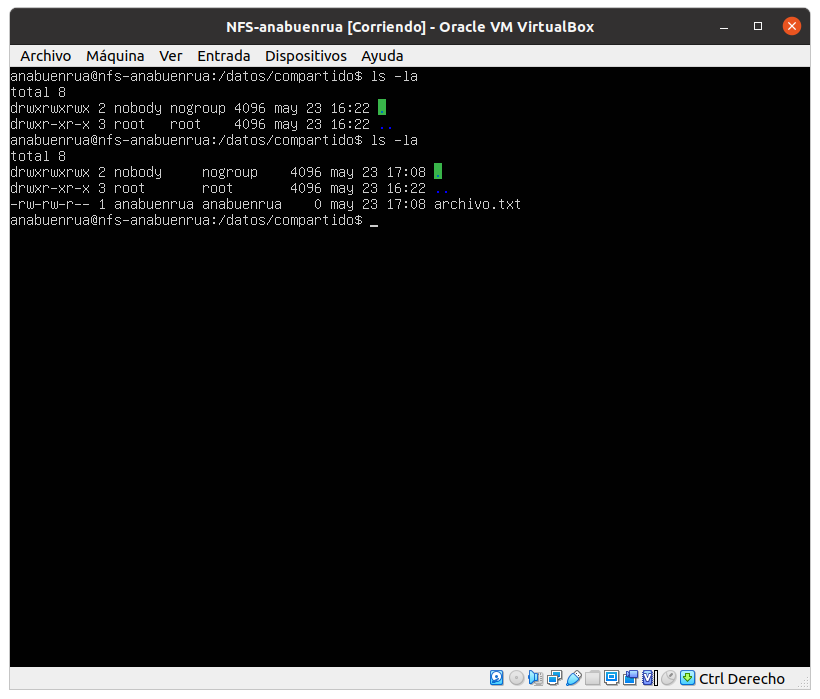 NFS-anabuenrua [Corriendo] - Oracle VM VirtualBox
Archivo Máquina Ver Entrada Dispositivos Ayuda
anabuenrua@nfs-anabuenrua:/datos/compartido$ ls -la
total 8
drwxrwxrwx 2 nobody nogroup 4096 may 23 16:22 .
drwxr-xr-x 3 root   root    4096 may 23 16:22 ..
anabuenrua@nfs-anabuenrua:/datos/compartido$ ls -la
total 8
drwxrwxrwx 2 nobody     nogroup    4096 may 23 17:08 .
drwxr-xr-x 3 root       root       4096 may 23 16:22 ..
-rw-rw-r-- 1 anabuenrua anabuenrua    0 may 23 17:08 archivo.txt
anabuenrua@nfs-anabuenrua:/datos/compartido$ _
Ctrl Derecho